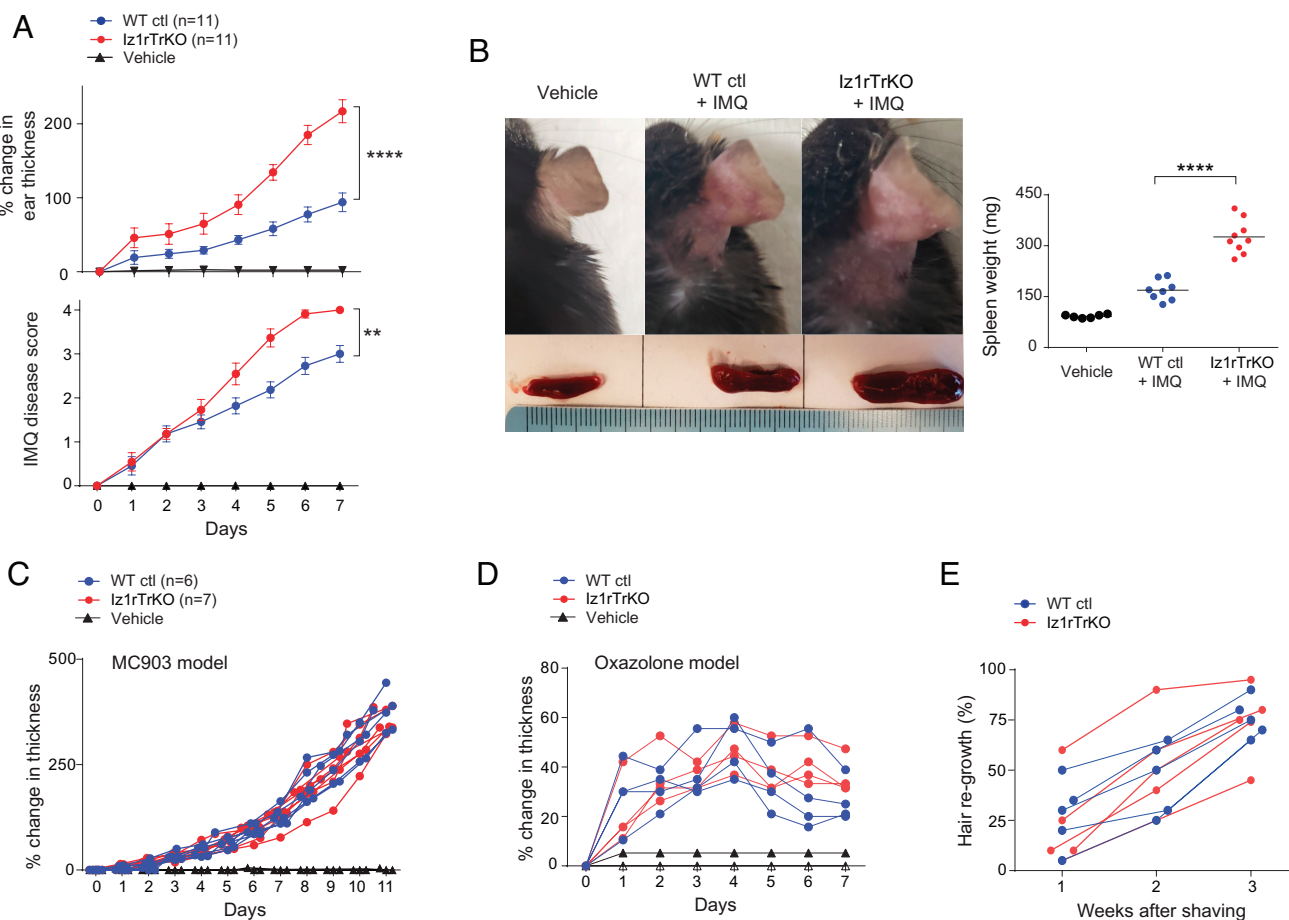 A
WT ctl (n=11)
Iz1rTrKO (n=11)
Vehicle
% change in
ear thickness
200
100
0
****
IMQ disease score
4
3
2
1
0
**
0 1 2 3 4 5 6 7
Days
B
Vehicle
WT ctl
+ IMQ
Iz1rTrKO
+ IMQ
Spleen weight (mg)
450
300
150
0
****
Vehicle
WT ctl
+ IMQ
Iz1rTrKO
+ IMQ
C
WT ctl (n=6)
Iz1rTrKO (n=7)
Vehicle
MC903 model
% change in thickness
500
250
0
0 1 2 3 4 5 6 7 8 9 10 11
Days
D
WT ctl
Iz1rTrKO
Vehicle
Oxazolone model
% change in thickness
80
60
40
20
0
0 1 2 3 4 5 6 7
Days
E
WT ctl
Iz1rTrKO
Hair re-growth (%)
100
75
50
25
0
1 2 3
Weeks after shaving